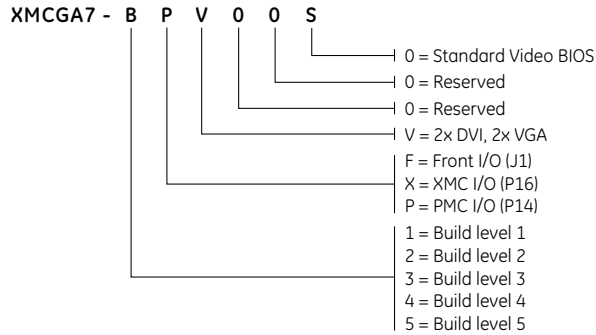 XMCGA7 - B P V 0 0 S
0 = Standard Video BIOS
0 = Reserved
0 = Reserved
V = 2x DVI, 2x VGA
F = Front I/O (J1)
X = XMC I/O (P16)
P = PMC I/O (P14)
1 = Build level 1
2 = Build level 2
3 = Build level 3
4 = Build level 4
5 = Build level 5